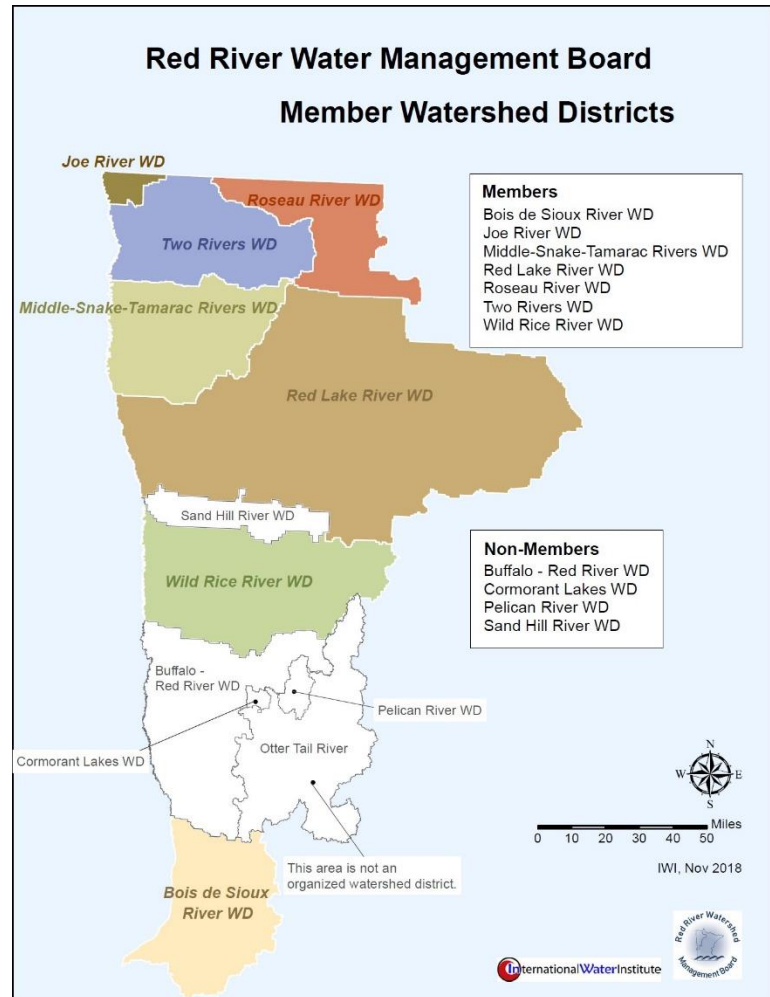 Red River Water Management Board
Member Watershed Districts
Joe River WD
Roseau River WD
Two Rivers WD
Middle-Snake-Tamarac Rivers WD
Red Lake River WD
Sand Hill River WD
Wild Rice River WD
Buffalo -
Red River WD
Pelican River WD
Cormorant Lakes WD
Otter Tail River
This area is not an
organized watershed district.
Bois de Sioux
River WD
Members
Bois de Sioux River WD
Joe River WD
Middle-Snake-Tamarac Rivers WD
Red Lake River WD
Roseau River WD
Two Rivers WD
Wild Rice River WD
Non-Members
Buffalo - Red River WD
Cormorant Lakes WD
Pelican River WD
Sand Hill River WD
N
W E
S
Miles
0 10 20 30 40 50
IWI, Nov 2018
InternationalWaterInstitute
Red River Watershed
Management Board